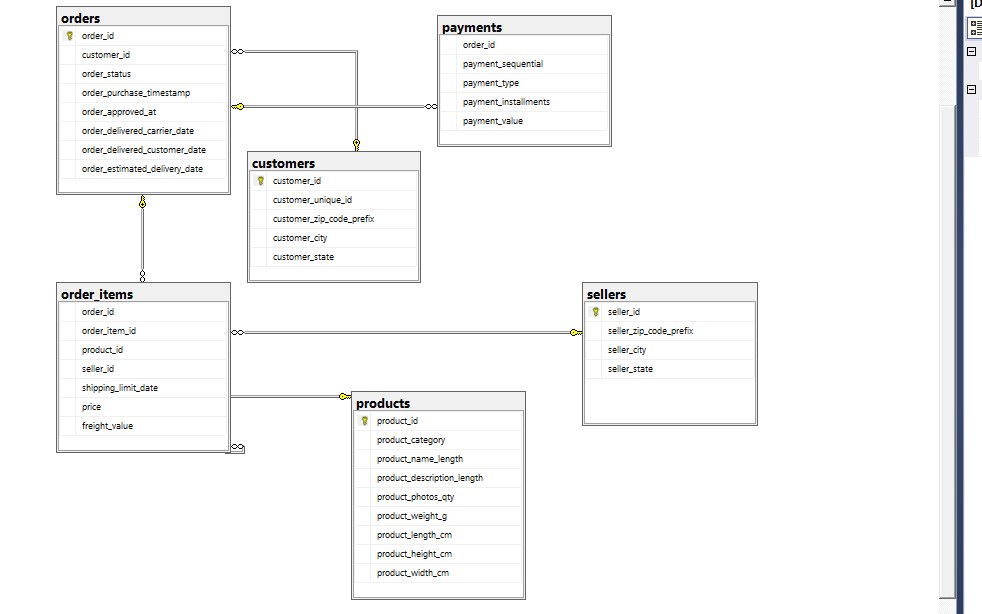 orders
order_id
customer_id
order_status
order_purchase_timestamp
order_approved_at
order_delivered_carrier_date
order_delivered_customer_date
order_estimated_delivery_date
payments
order_id
payment_sequential
payment_type
payment_installments
payment_value
customers
customer_id
customer_unique_id
customer_zip_code_prefix
customer_city
customer_state
order_items
order_id
order_item_id
product_id
seller_id
shipping_limit_date
price
freight_value
sellers
seller_id
seller_zip_code_prefix
seller_city
seller_state
products
product_id
product_category
product_name_length
product_description_length
product_photos_qty
product_weight_g
product_length_cm
product_height_cm
product_width_cm